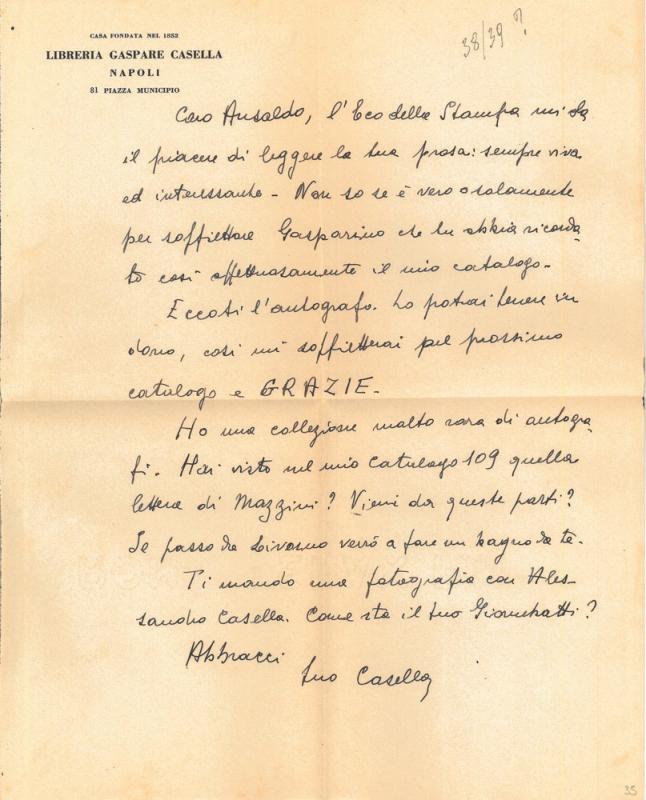 CASA FONDATA NEL 1852
LIBRERIA GASPARE CASELLA
NAPOLI
81 PIAZZA MUNICIPIO
38/39 ?
Caro Ansaldo, l'Eco della Stampa mi da
il piacere di leggere la tua prosa: sempre viva
ed interessante - Non so se è vero o solamente
per soffiettare Gasparino che tu abbia ricorda
to così affettuosamente il mio catalogo.
Eccoti l'autografo. Lo potrai tenere in
dono, così mi soffietterai pel prossimo
catalogo e GRAZIE.
Ho una collezione molto rara di autogra
fi. Hai visto nel mio catalogo 109 quella
lettera di Mazzini? Vieni da queste parti?
Se passo da Livorno verrò a fare un bagno da te.
Ti mando una fotografia con Ales-
sandro Casella. Come sta il tuo
Abbracci
tuo Casella
35